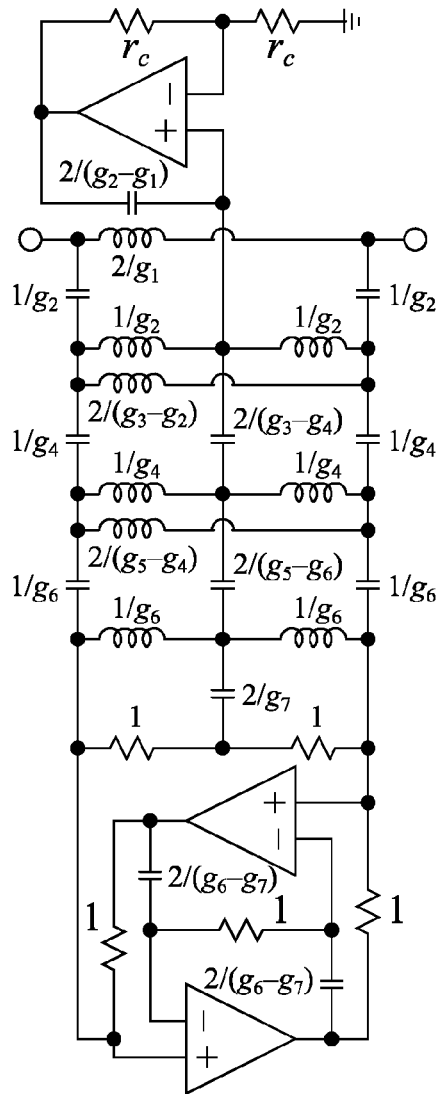 r_c r_c
−
+
2/(g_2–g_1)
2/g_1
1/g_2 1/g_2
1/g_2 1/g_2
2/(g_3–g_2) 2/(g_3–g_4)
1/g_4 1/g_4
1/g_4 1/g_4
2/(g_5–g_4) 2/(g_5–g_6)
1/g_6 1/g_6
1/g_6 1/g_6
2/g_7
1 1
+
−
2/(g_6–g_7)
1 1 1
2/(g_6–g_7)
−
+